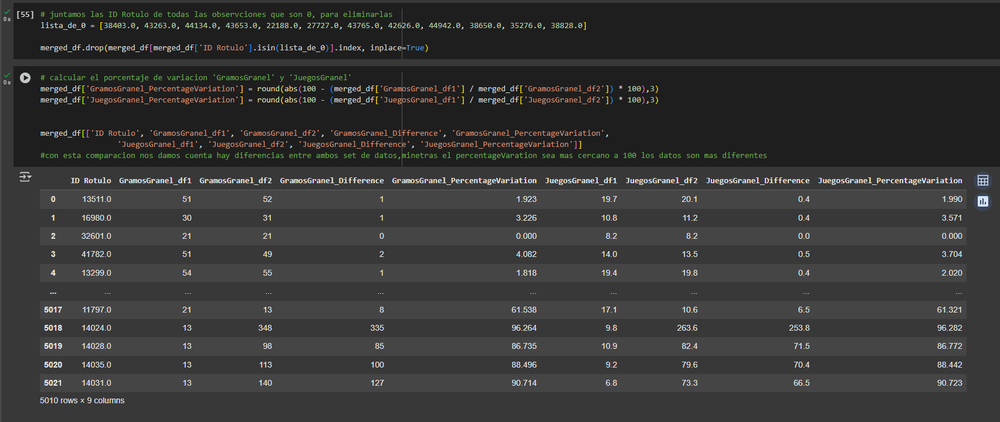 [55] # juntamos las ID Rotulo de todas las observciones que son 0, para eliminarlas
0s
lista_de_0 = [38403.0, 43263.0, 44134.0, 43653.0, 22188.0, 27727.0, 43765.0, 42626.0, 44942.0, 38650.0, 35276.0, 38828.0]
merged_df.drop(merged_df[merged_df['ID Rotulo'].isin(lista_de_0)].index, inplace=True)
# calcular el porcentaje de variacion 'GramosGranel' y 'JuegosGranel'
0s
merged_df['GramosGranel_PercentageVariation'] = round(abs(100 - (merged_df['GramosGranel_df1'] / merged_df['GramosGranel_df2']) * 100),3)
merged_df['JuegosGranel_PercentageVariation'] = round(abs(100 - (merged_df['JuegosGranel_df1'] / merged_df['JuegosGranel_df2']) * 100),3)
merged_df[['ID Rotulo', 'GramosGranel_df1', 'GramosGranel_df2', 'GramosGranel_Difference', 'GramosGranel_PercentageVariation',
'JuegosGranel_df1', 'JuegosGranel_df2', 'JuegosGranel_Difference', 'JuegosGranel_PercentageVariation']]
#con esta comparacion nos damos cuenta hay diferencias entre ambos set de datos,minetras el percentageVaration sea mas cercano a 100 los datos son mas diferentes
ID Rotulo GramosGranel_df1 GramosGranel_df2 GramosGranel_Difference GramosGranel_PercentageVariation JuegosGranel_df1 JuegosGranel_df2 JuegosGranel_Difference JuegosGranel_PercentageVariation
0 13511.0 51 52 1 1.923 19.7 20.1 0.4 1.990
1 16980.0 30 31 1 3.226 10.8 11.2 0.4 3.571
2 32601.0 21 21 0 0.000 8.2 8.2 0.0 0.000
3 41782.0 51 49 2 4.082 14.0 13.5 0.5 3.704
4 13299.0 54 55 1 1.818 19.4 19.8 0.4 2.020
... ... ... ... ... ... ... ... ... ...
5017 11797.0 21 13 8 61.538 17.1 10.6 6.5 61.321
5018 14024.0 13 348 335 96.264 9.8 263.6 253.8 96.282
5019 14028.0 13 98 85 86.735 10.9 82.4 71.5 86.772
5020 14035.0 13 113 100 88.496 9.2 79.6 70.4 88.442
5021 14031.0 13 140 127 90.714 6.8 73.3 66.5 90.723
5010 rows × 9 columns